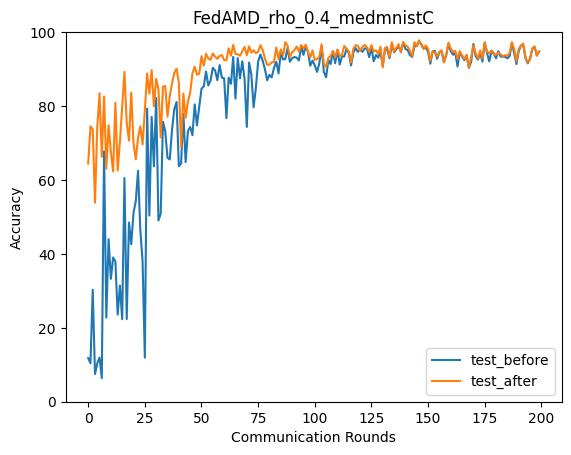 FedAMD_rho_0.4_medmnistC
100
80
60
40
20
0
Accuracy
0 25 50 75 100 125 150 175 200
Communication Rounds
test_before
test_after